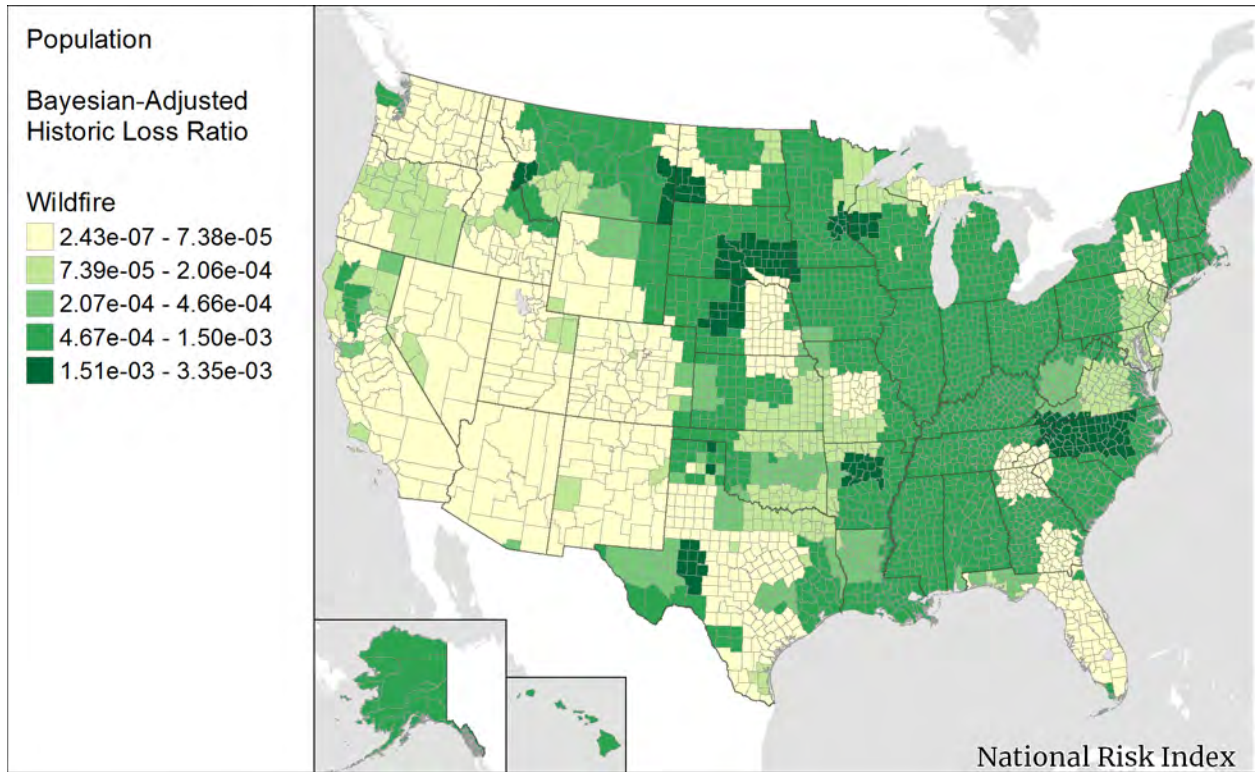 Population
Bayesian-Adjusted
Historic Loss Ratio
Wildfire
2.43e-07 - 7.38e-05
7.39e-05 - 2.06e-04
2.07e-04 - 4.66e-04
4.67e-04 - 1.50e-03
1.51e-03 - 3.35e-03
National Risk Index